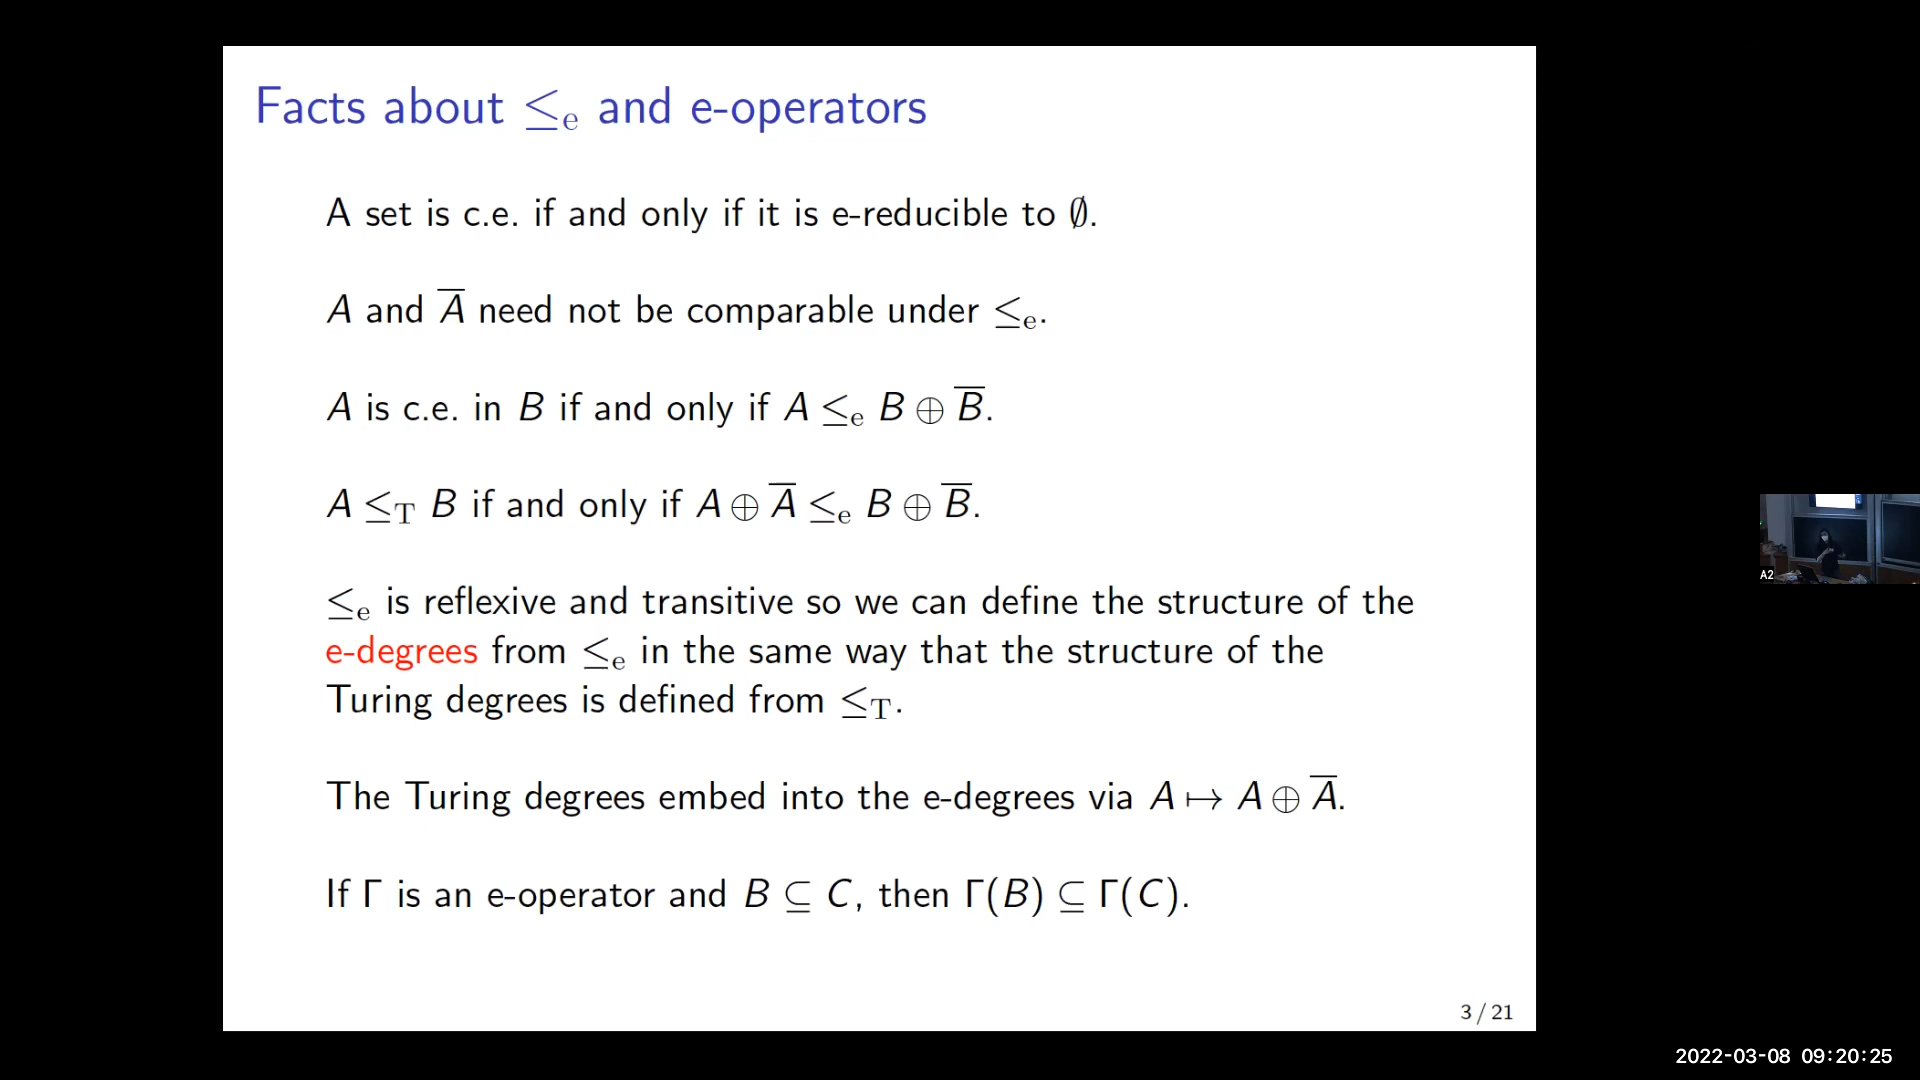 Facts about ≤ₑ and e-operators
A set is c.e. if and only if it is e-reducible to ∅.
A and A̅ need not be comparable under ≤ₑ.
A is c.e. in B if and only if A ≤ₑ B ⊕ B̅.
A ≤_T B if and only if A ⊕ A̅ ≤ₑ B ⊕ B̅.
≤ₑ is reflexive and transitive so we can define the structure of the
e-degrees from ≤ₑ in the same way that the structure of the
Turing degrees is defined from ≤_T.
The Turing degrees embed into the e-degrees via A ↦ A ⊕ A̅.
If Γ is an e-operator and B ⊆ C, then Γ(B) ⊆ Γ(C).
3 / 21
A2
2022-03-08 09:20:25